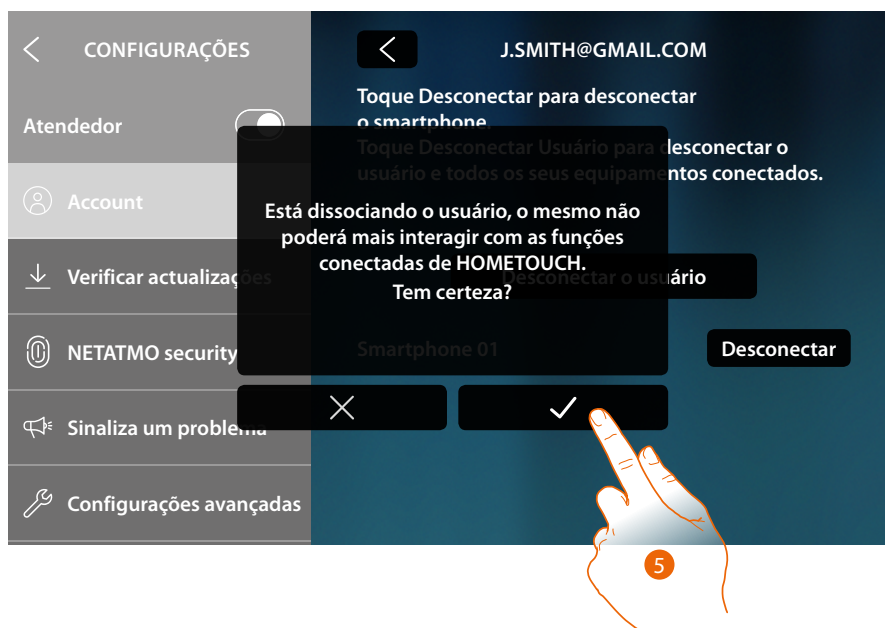 CONFIGURAÇÕES
Atendedor
Account
Verificar actualizações
NETATMO security
Sinaliza um problema
Configurações avançadas
J.SMITH@GMAIL.COM
Toque Desconectar para desconectar
o smartphone.
Toque Desconectar Usuário para desconectar o
usuário e todos os seus equipamentos conectados.
Desconectar o usuário
Smartphone 01
Desconectar
Está dissociando o usuário, o mesmo não
poderá mais interagir com as funções
conectadas de HOMETOUCH.
Tem certeza?
5